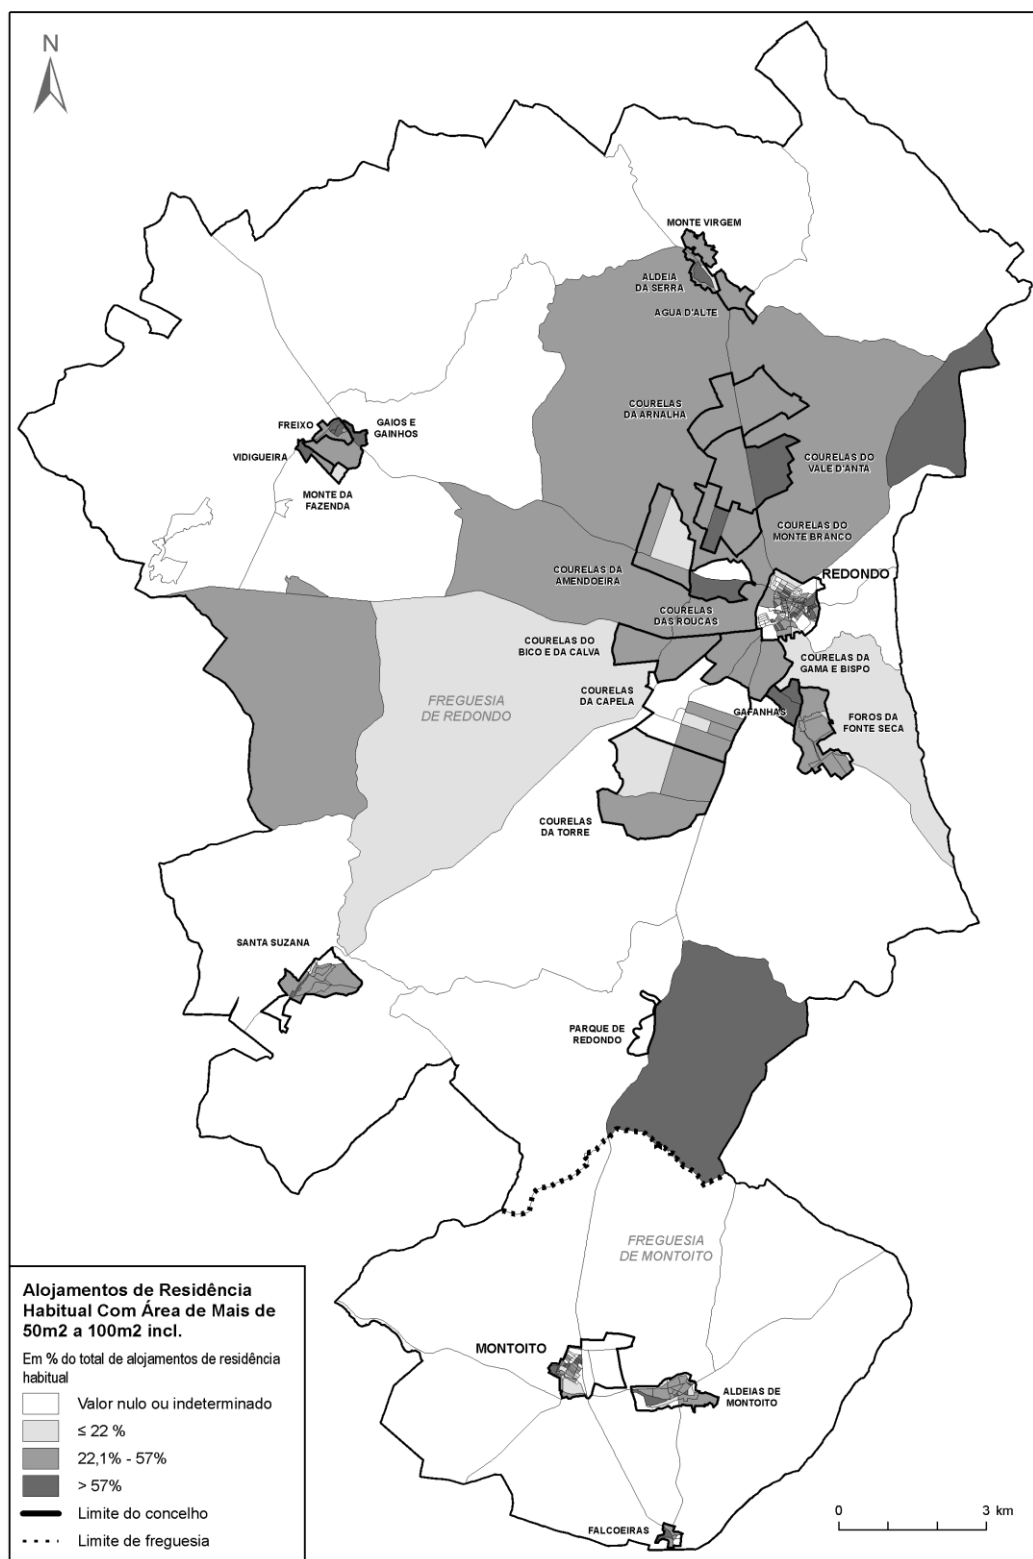 N
MONTE VIRGEM
ALDEIA
DA SERRA
AGUA D'ALTE
COURELAS
DA ARNALHA
FREIXO
GAIOS E
GAINHOS
VIDIGUEIRA
COURELAS DO
VALE D'ANTA
MONTE DA
FAZENDA
COURELAS DO
MONTE BRANCO
COURELAS DA
AMENDOEIRA
REDONDO
COURELAS
DAS ROUCAS
COURELAS DO
BICO E DA CALVA
COURELAS DA
GAMA E BISPO
COURELAS
DA CAPELA
FREGUESIA
DE REDONDO
GAFANHAS
FOROS DA
FONTE SECA
COURELAS
DA TORRE
SANTA SUZANA
PARQUE DE
REDONDO
FREGUESIA
DE MONTOITO
MONTOITO
ALDEIAS DE
MONTOITO
FALCOEIRAS
Alojamentos de Residência
Habitual Com Área de Mais de
50m2 a 100m2 incl.
Em % do total de alojamentos de residência
habitual
Valor nulo ou indeterminado
≤ 22 %
22,1% - 57%
> 57%
Limite do concelho
Limite de freguesia
0 3 km